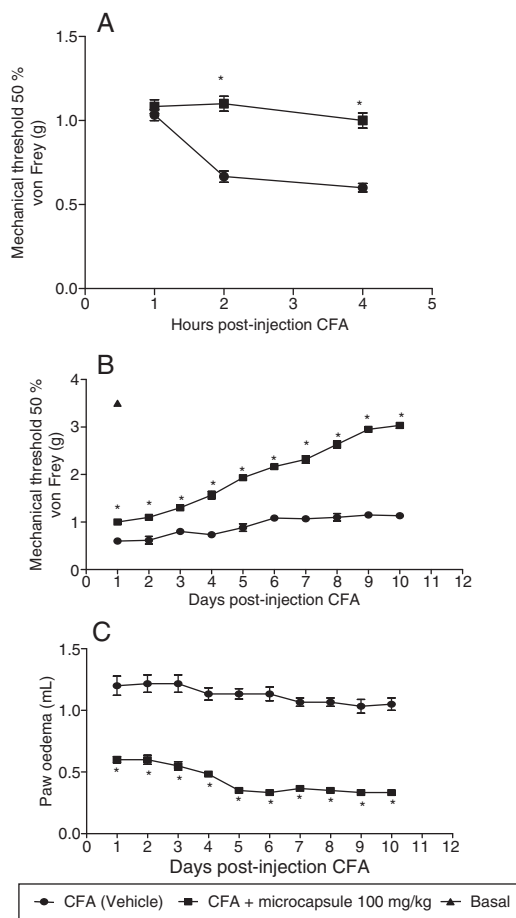 A
Mechanical threshold 50 %
von Frey (g)
1.5
1.0
0.5
0.0
*
*
0 1 2 3 4 5
Hours post-injection CFA
B
Mechanical threshold 50 %
von Frey (g)
4
3
2
1
0
* * * * * * * * * *
0 1 2 3 4 5 6 7 8 9 10 11 12
Days post-injection CFA
C
Paw oedema (mL)
1.5
1.0
0.5
0.0
* * * * * * * * * *
0 1 2 3 4 5 6 7 8 9 10 11 12
Days post-injection CFA
CFA (Vehicle) CFA + microcapsule 100 mg/kg Basal